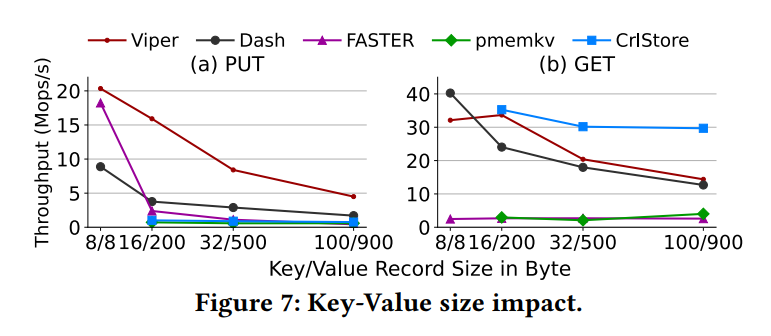 Viper Dash FASTER pmemkv CrlStore
(a) PUT (b) GET
Throughput (Mops/s)
20
15
10
5
0
8/8 16/200 32/500 100/900
40
30
20
10
0
8/8 16/200 32/500 100/900
Key/Value Record Size in Byte
Figure 7: Key-Value size impact.